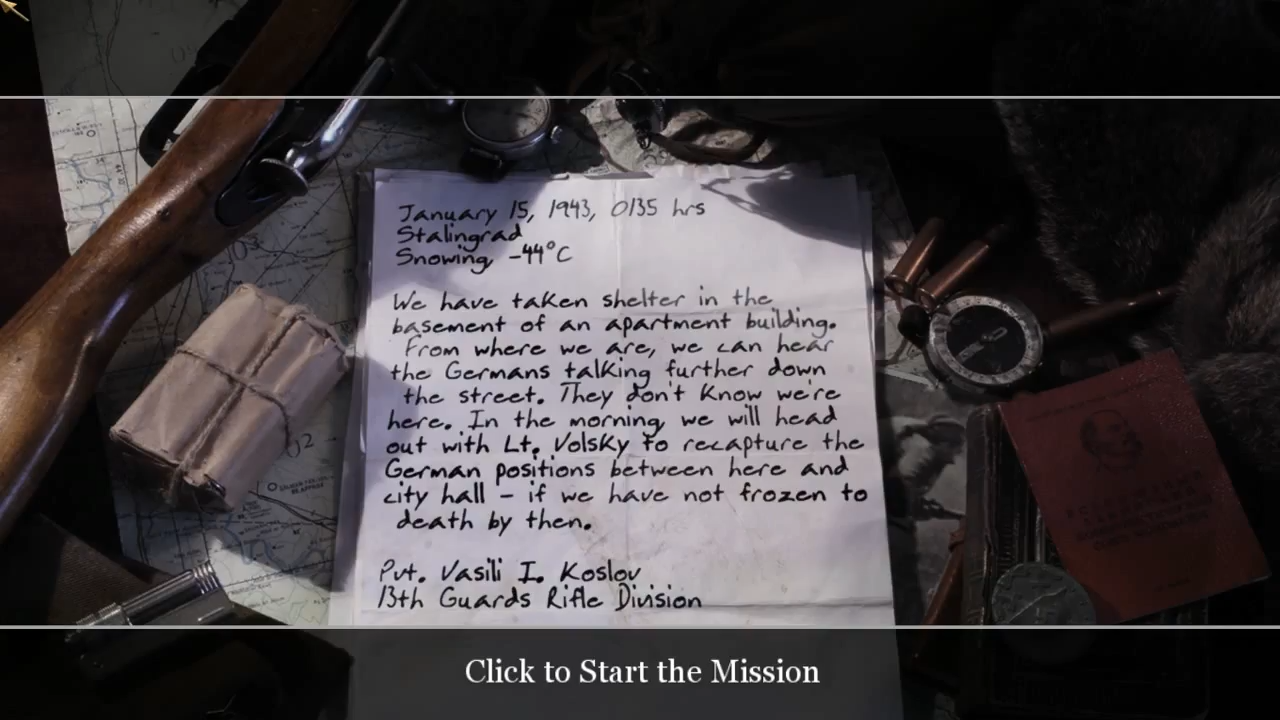 January 15, 1943, 0135 hrs
Stalingrad
Snowing, -44°C
We have taken shelter in the
basement of an apartment building.
From where we are, we can hear
the Germans talking further down
the street. They don't know we're
here. In the morning we will head
out with Lt. Volsky to recapture the
German positions between here and
city hall - if we have not frozen to
death by then.
Pvt. Vasili I. Koslov
13th Guards Rifle Division
Click to Start the Mission